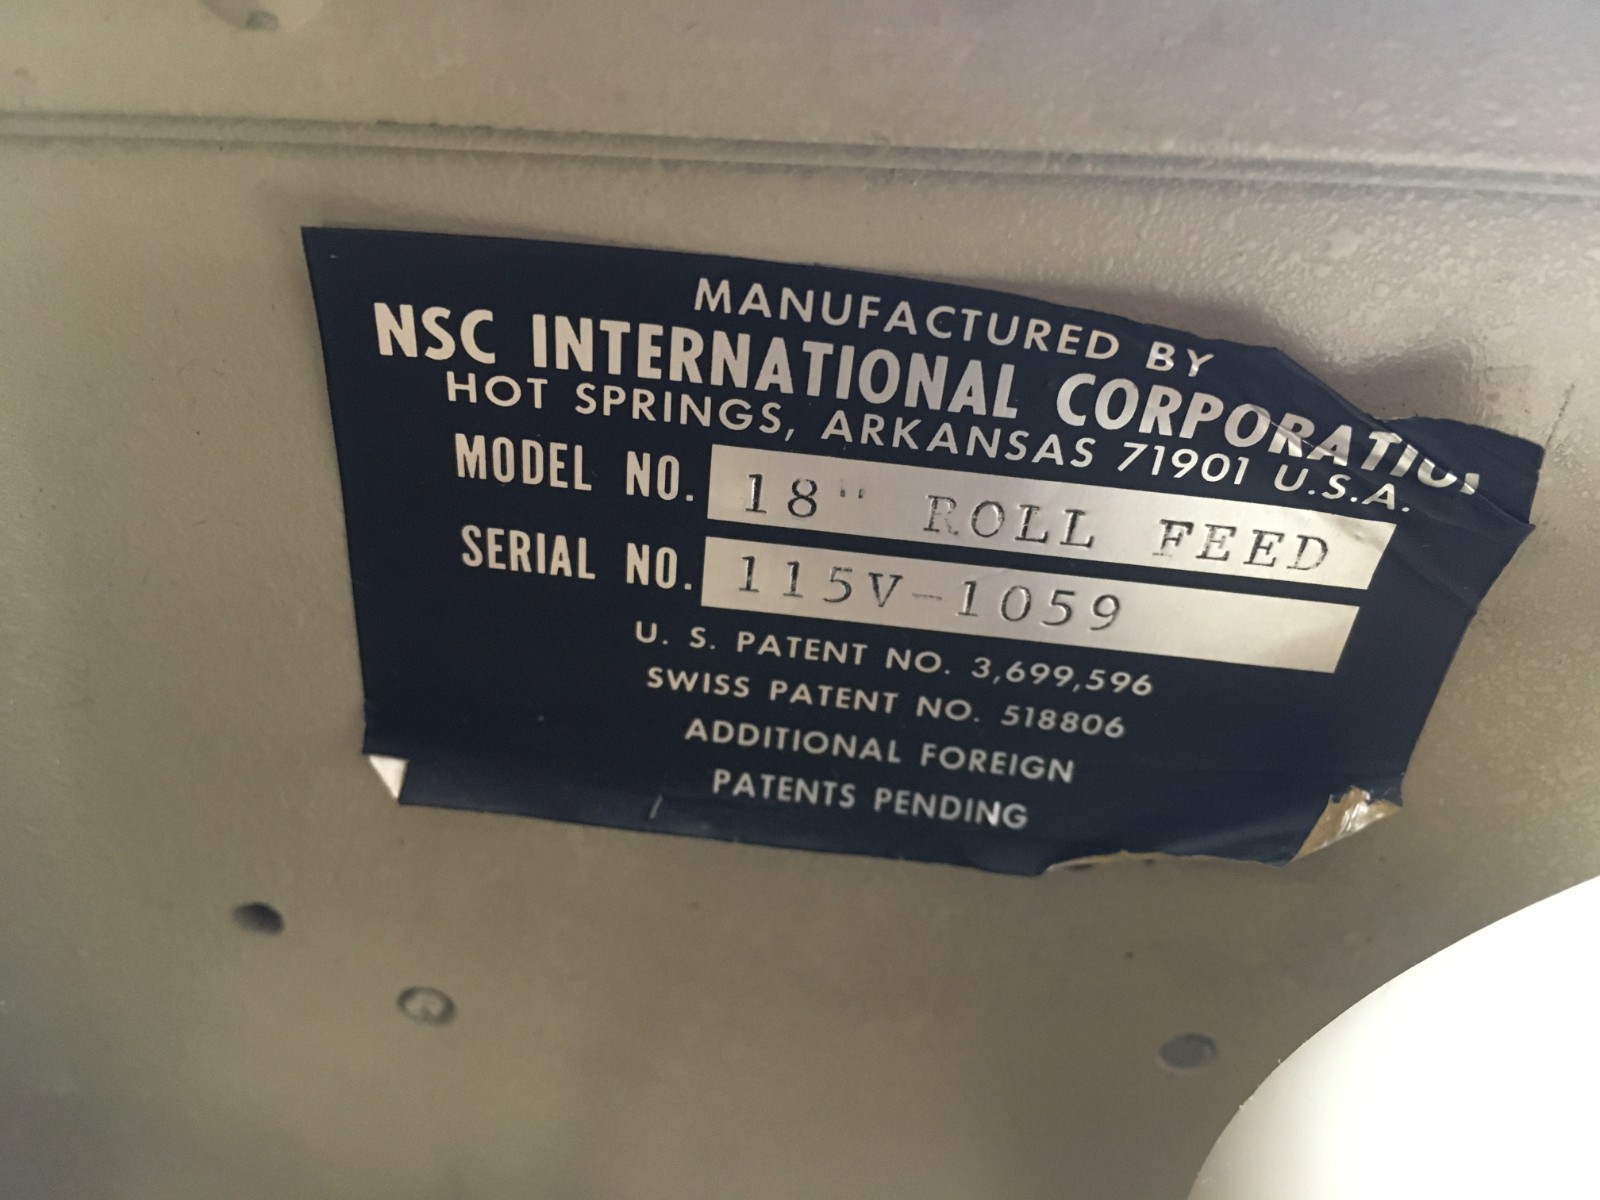 MANUFACTURED BY
NSC INTERNATIONAL CORPORATION
HOT SPRINGS, ARKANSAS 71901 U.S.A.
MODEL NO. 18" ROLL FEED
SERIAL NO. 115V-1059
U. S. PATENT NO. 3,699,596
SWISS PATENT NO. 518806
ADDITIONAL FOREIGN
PATENTS PENDING